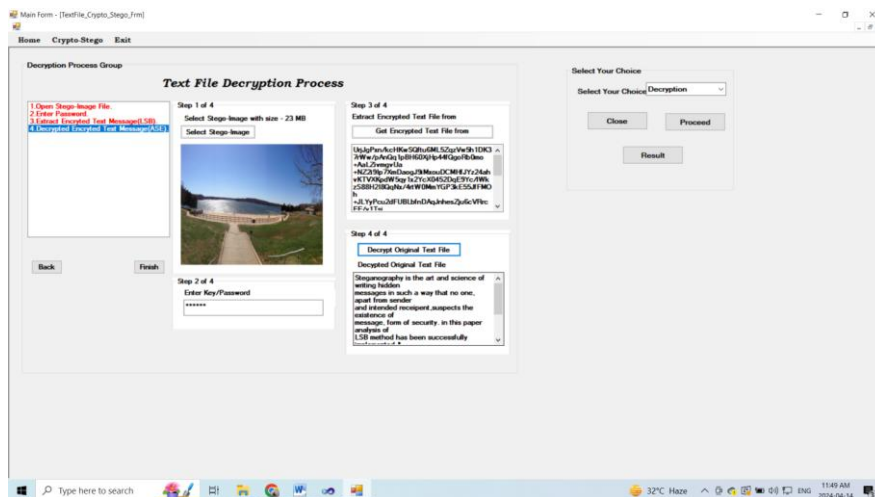 Main Form - [TextFile_Crypto_Stego_Frm]
Home Crypto-Stego Exit
Decryption Process Group
Text File Decryption Process
1.Open Stego-Image File.
2.Enter Password.
3.Extract Encrypted Text Message(LSB).
4.Decrypted Encryted Text Message(ASE).
Back
Finish
Step 1 of 4
Select Stego-Image with size - 23 MB
Select Stego-Image
Step 2 of 4
Enter Key/Password
******
Step 3 of 4
Extract Encrypted Text File from
Get Encrypted Text File from
h
Step 4 of 4
Decrypt Original Text File
Decypted Original Text File
Steganography is the art and science of
writing hidden
messages in such a way that no one,
apart from sender
and intended receipent,suspects the
existence of
message, form of security. in this paper
analysis of
LSB method has been successfully
Select Your Choice
Select Your Choice Decryption
Close
Proceed
Result
Type here to search
32°C Haze
ENG
11:49 AM
2024-04-14